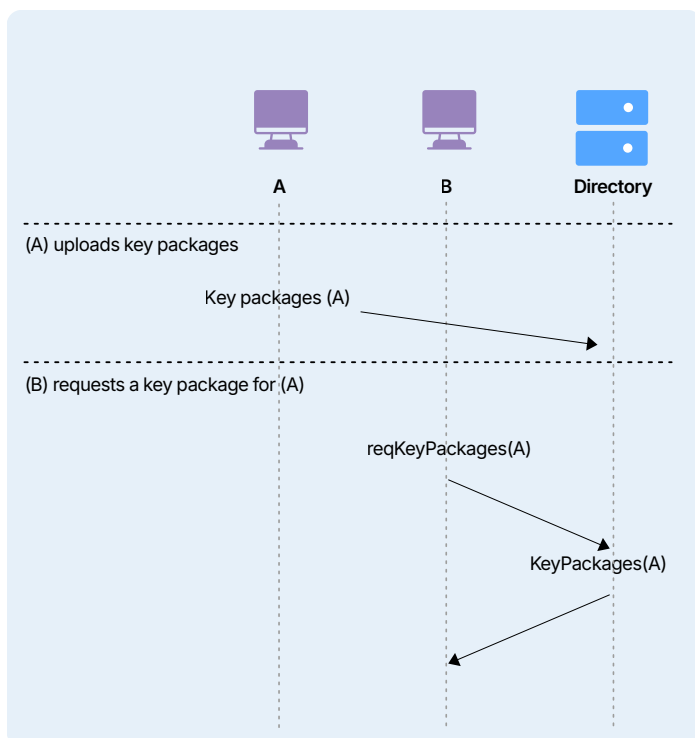 A
B
Directory
(A) uploads key packages
Key packages (A)
(B) requests a key package for (A)
reqKeyPackages(A)
KeyPackages(A)